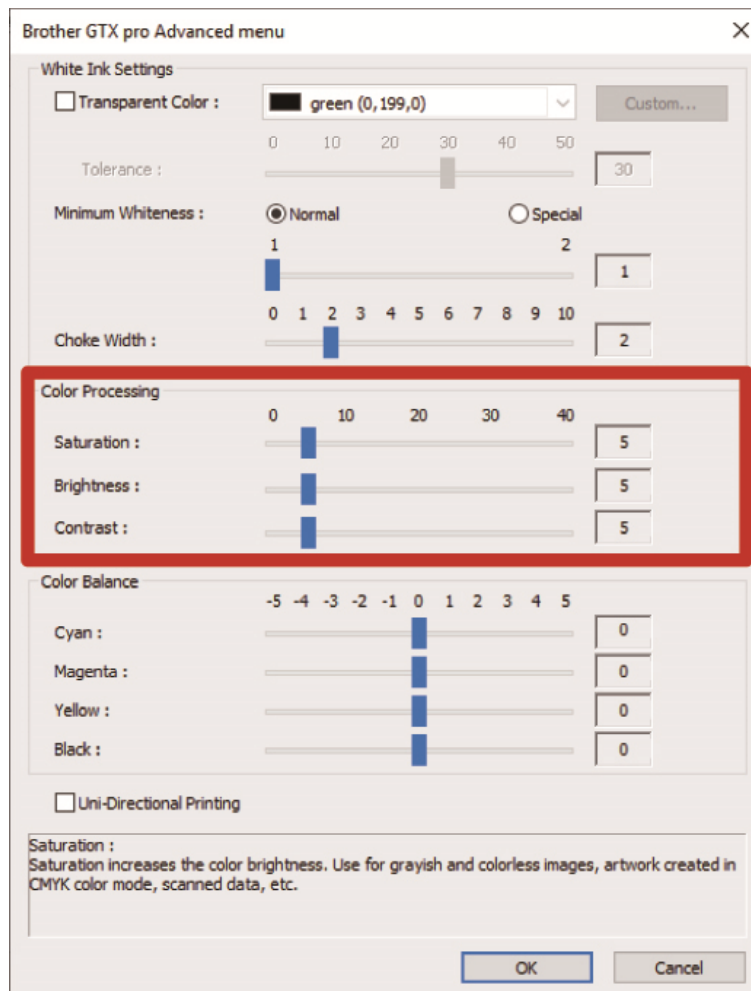 Brother GTX pro Advanced menu
White Ink Settings
Transparent Color :
green (0,199,0)
Custom...
0 10 20 30 40 50
Tolerance :
30
Minimum Whiteness :
Normal
Special
1 2
1
0 1 2 3 4 5 6 7 8 9 10
Choke Width :
2
Color Processing
0 10 20 30 40
Saturation :
5
Brightness :
5
Contrast :
5
Color Balance
-5 -4 -3 -2 -1 0 1 2 3 4 5
Cyan :
0
Magenta :
0
Yellow :
0
Black :
0
Uni-Directional Printing
Saturation :
Saturation increases the color brightness. Use for grayish and colorless images, artwork created in
CMYK color mode, scanned data, etc.
OK
Cancel